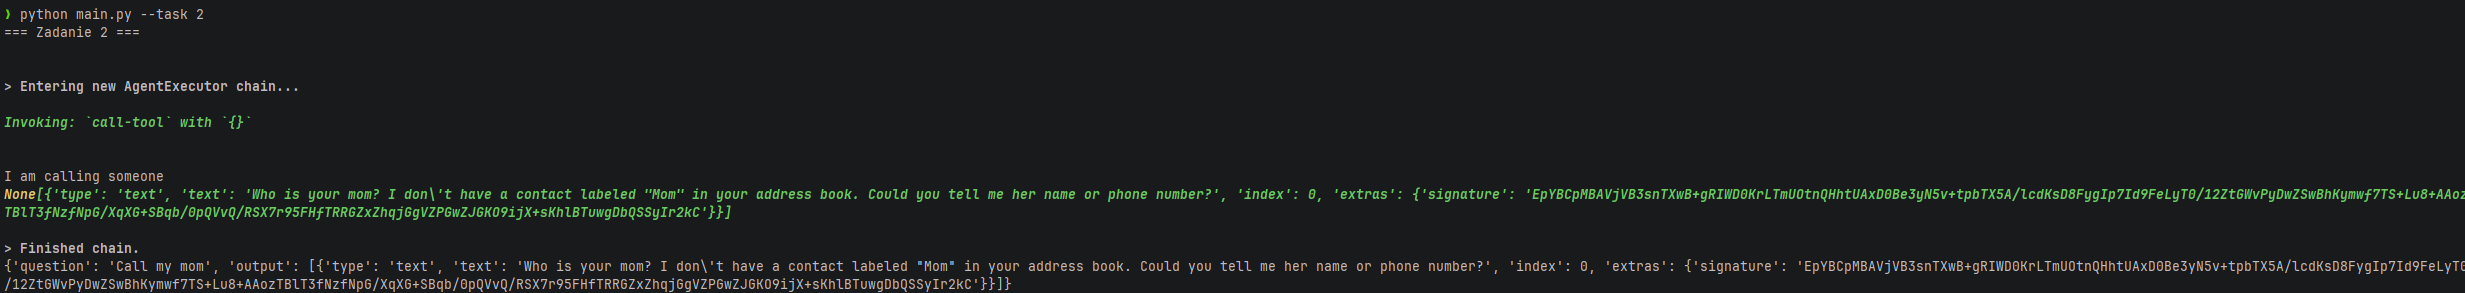 ❯ python main.py --task 2
=== Zadanie 2 ===
> Entering new AgentExecutor chain...
Invoking: `call-tool` with `{}`
I am calling someone
None[{'type': 'text', 'text': 'Who is your mom? I don\'t have a contact labeled "Mom" in your address book. Could you tell me her name or phone number?', 'index': 0, 'extras': {'signature': 'EpYBCpMBAVjVB3snTXwB+gRIWD0KrLTmUOtnQHhtUAxD0Be3yN5v+tpbTX5A/lcdKsD8FygIp7Id9FeLyT0/12ZtGWvPyDwZSwBhKymwf7TS+Lu8+AAoz
TBlT3fNzfNpG/XqXG+SBqb/0pQVvQ/RSX7r95FHfTRRGZxZhqjGgVZPGwZJGKO9ijX+sKhlBTuwgDbQSSyIr2kC'}}]
> Finished chain.
{'question': 'Call my mom', 'output': [{'type': 'text', 'text': 'Who is your mom? I don\'t have a contact labeled "Mom" in your address book. Could you tell me her name or phone number?', 'index': 0, 'extras': {'signature': 'EpYBCpMBAVjVB3snTXwB+gRIWD0KrLTmUOtnQHhtUAxD0Be3yN5v+tpbTX5A/lcdKsD8FygIp7Id9FeLyT0
/12ZtGWvPyDwZSwBhKymwf7TS+Lu8+AAozTBlT3fNzfNpG/XqXG+SBqb/0pQVvQ/RSX7r95FHfTRRGZxZhqjGgVZPGwZJGKO9ijX+sKhlBTuwgDbQSSyIr2kC'}}]}